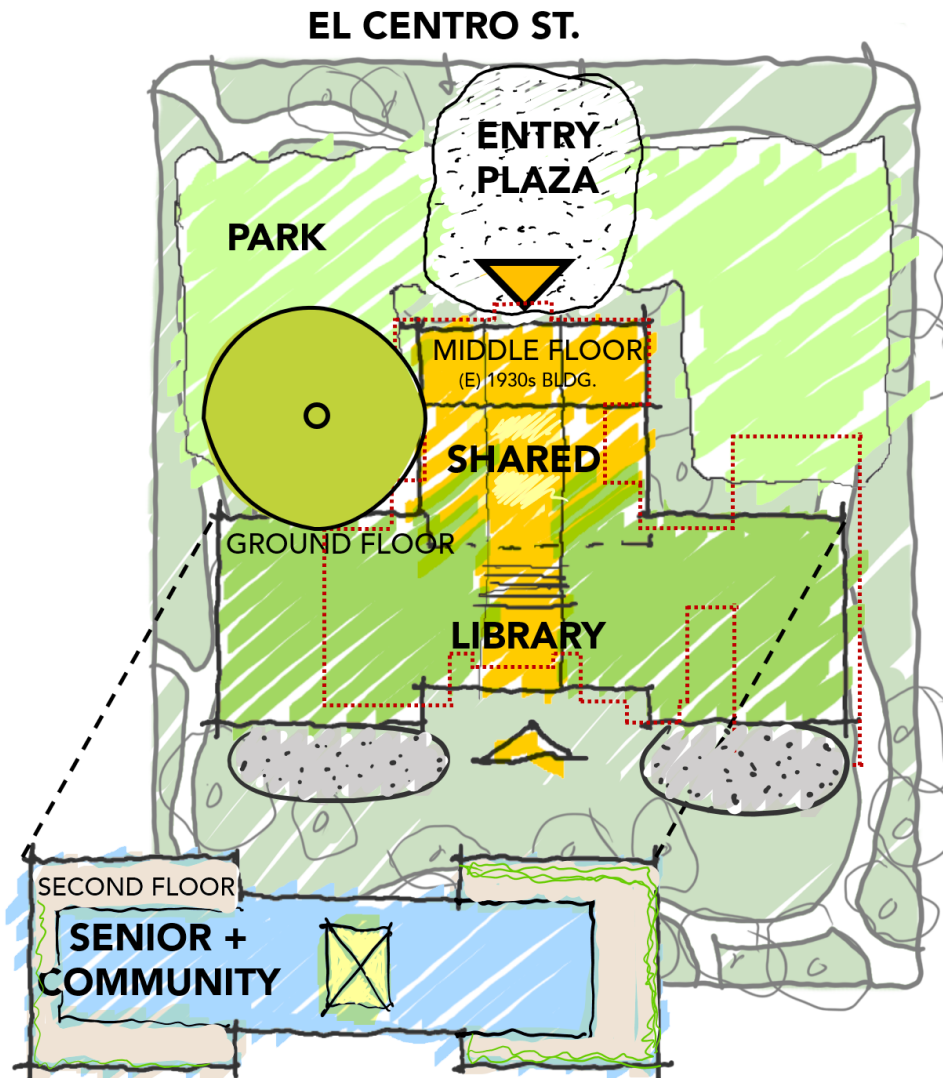 EL CENTRO ST.
ENTRY
PLAZA
PARK
MIDDLE FLOOR
(E) 1930s BLDG.
SHARED
GROUND FLOOR
LIBRARY
SECOND FLOOR
SENIOR +
COMMUNITY